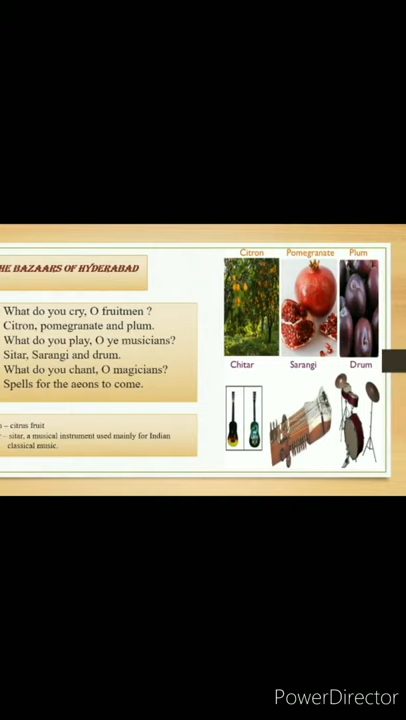 HE BAZAARS OF HYDERABAD
What do you cry, O fruitmen ?
Citron, pomegranate and plum.
What do you play, O ye musicians?
Sitar, Sarangi and drum.
What do you chant, O magicians?
Spells for the aeons to come.
n – citrus fruit
r – sitar, a musical instrument used mainly for Indian
classical music.
Citron Pomegranate Plum
Chitar Sarangi Drum
PowerDirector